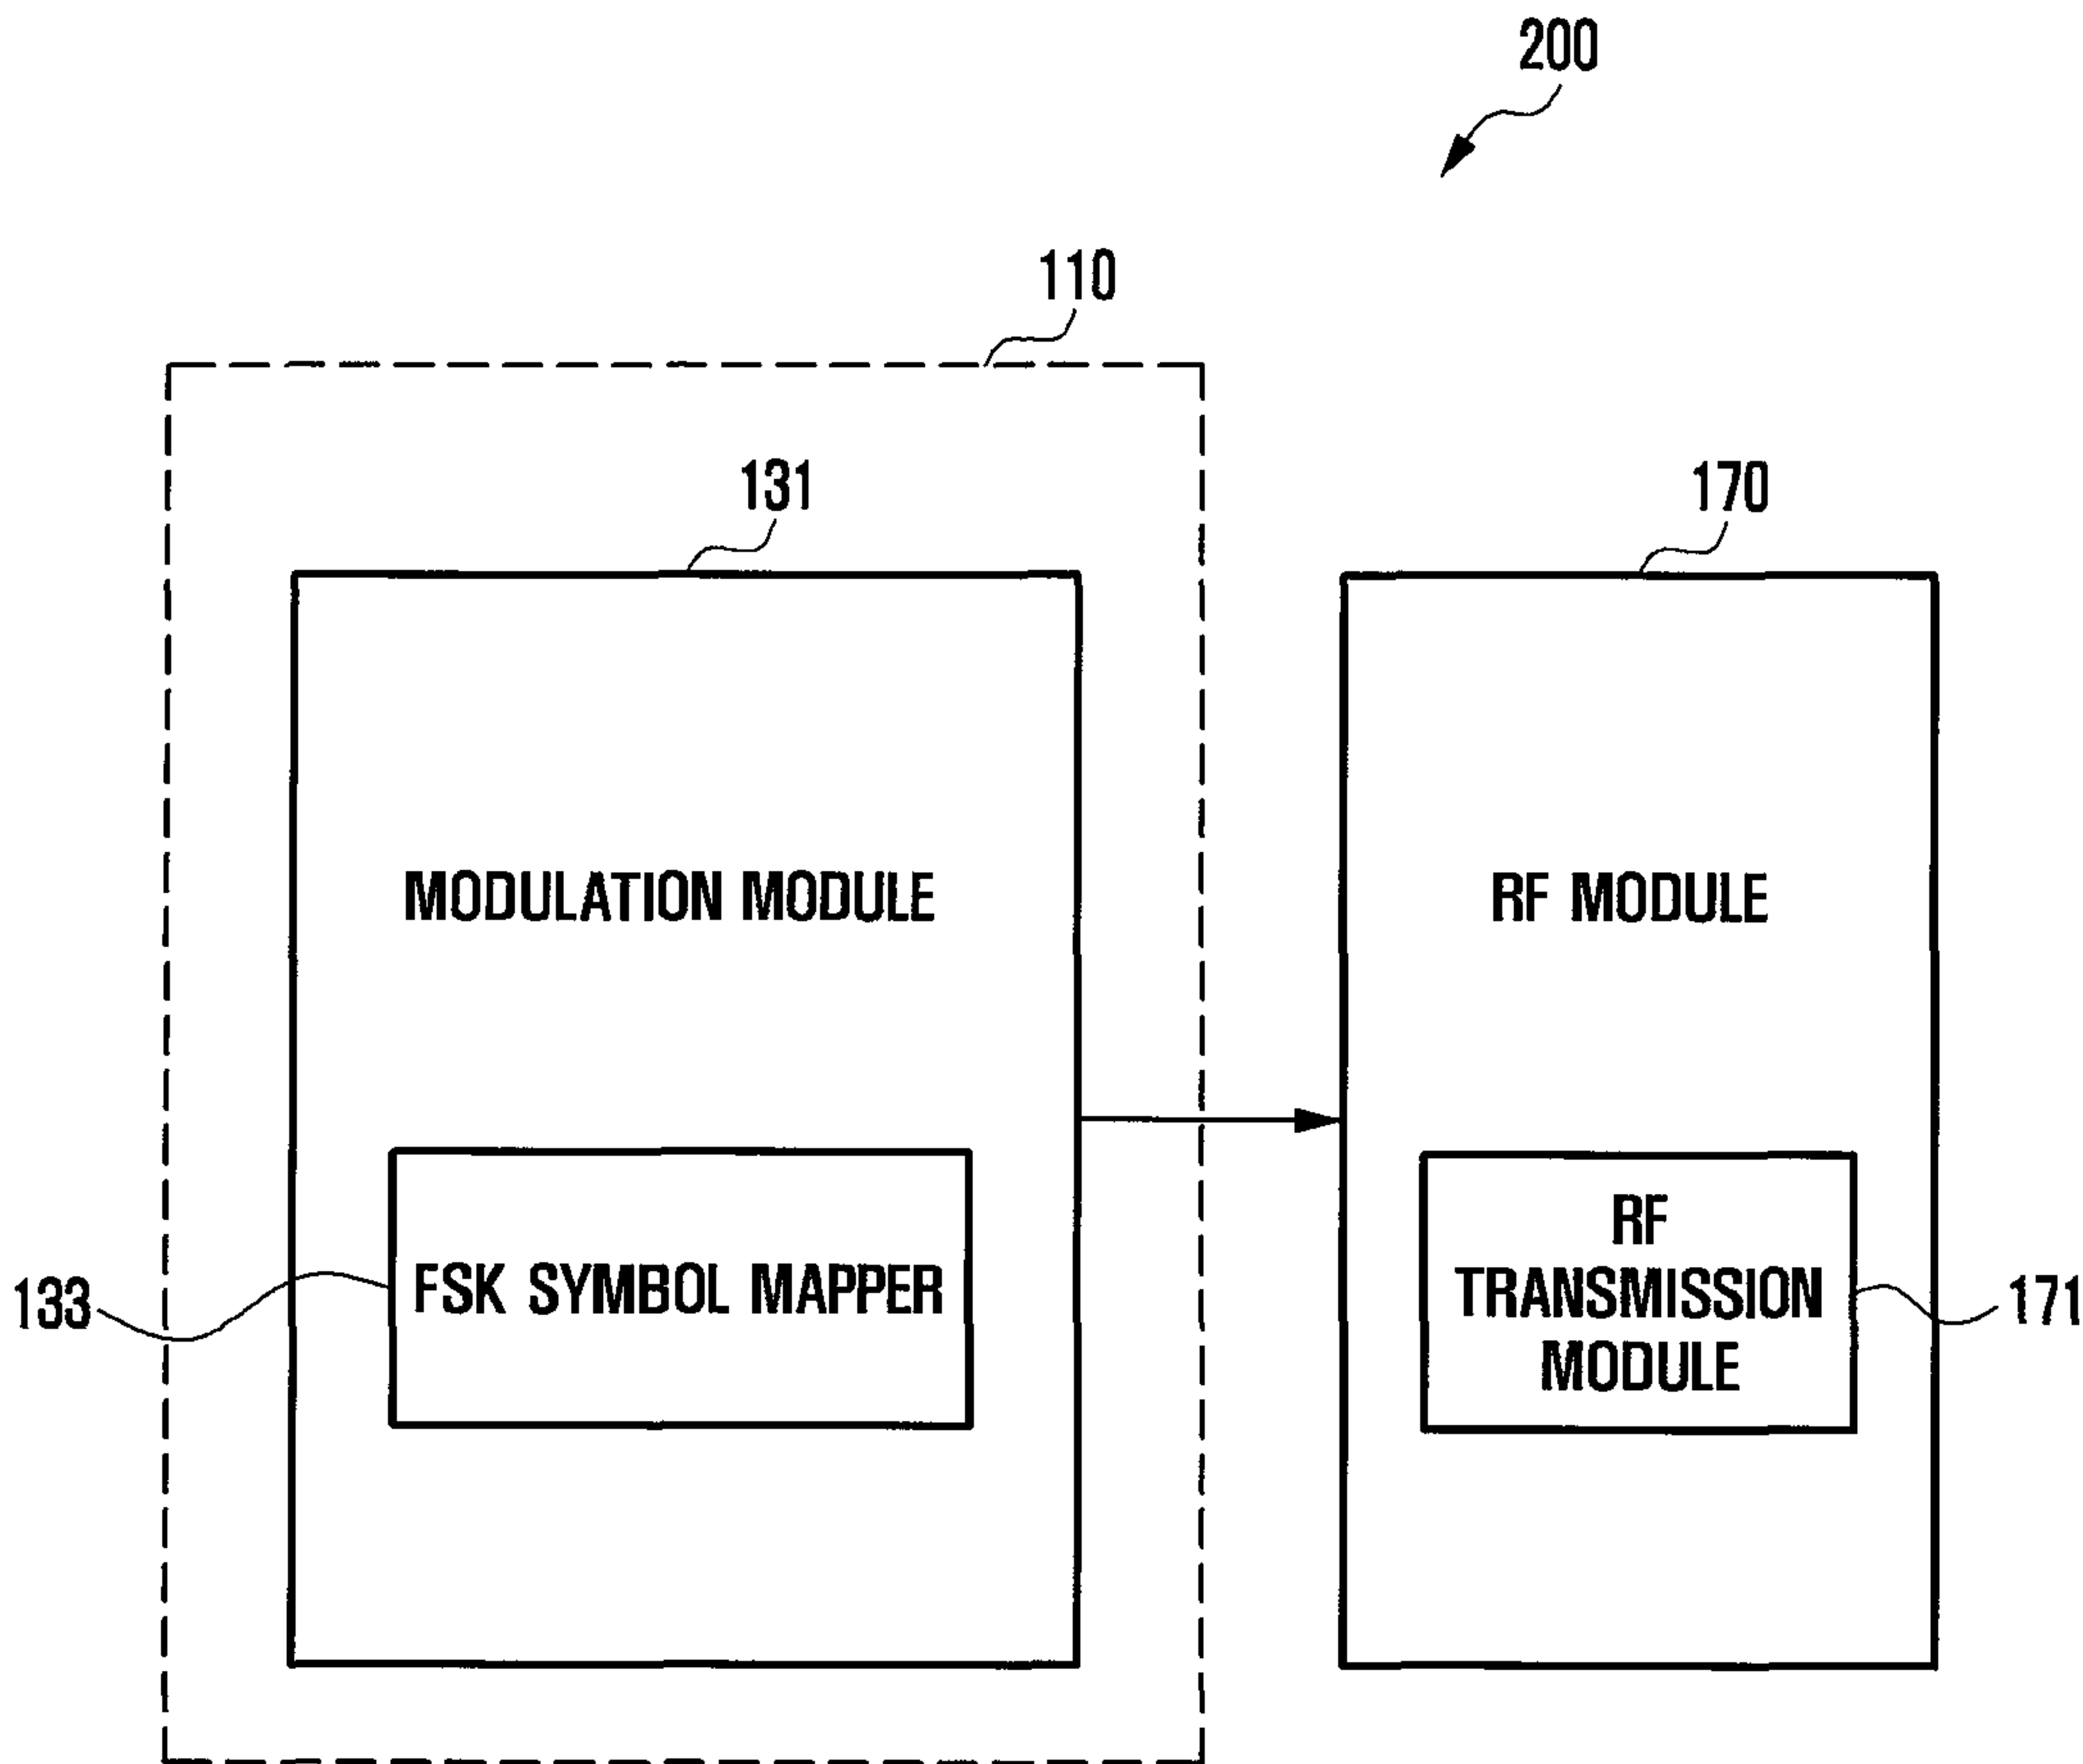 200
110
131
170
MODULATION MODULE
RF MODULE
133
FSK SYMBOL MAPPER
RF
TRANSMISSION
MODULE
171